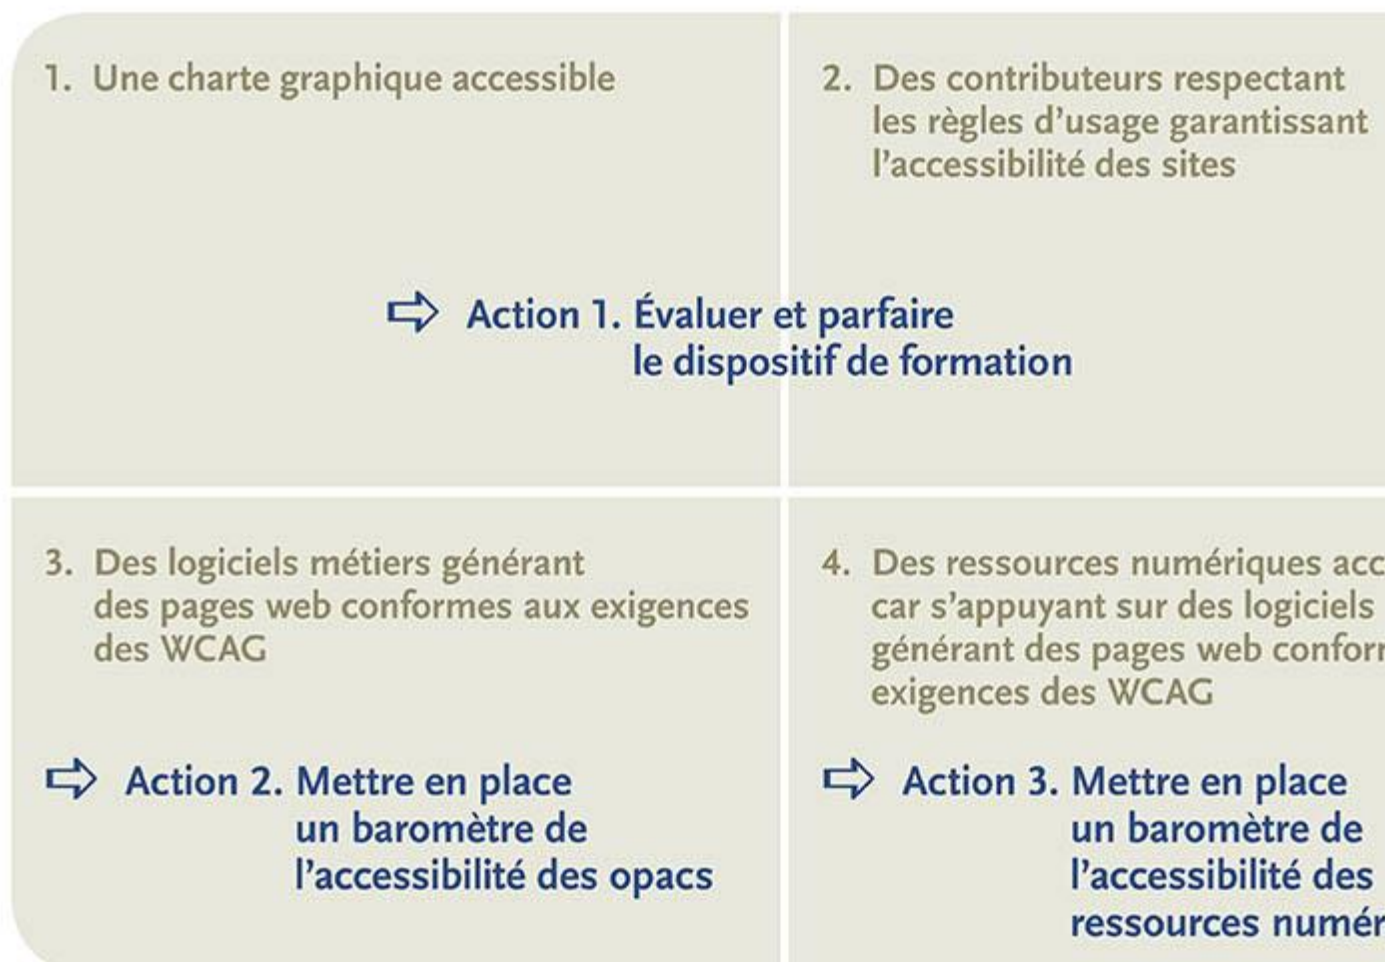 1. Une charte graphique accessible
2. Des contributeurs respectant
les règles d’usage garantissant
l’accessibilité des sites
Action 1. Évaluer et parfaire
le dispositif de formation
3. Des logiciels métiers générant
des pages web conformes aux exigences
des WCAG
Action 2. Mettre en place
un baromètre de
l’accessibilité des opacs
4. Des ressources numériques
car s’appuyant sur des logiciels
générant des pages web
exigences des WCAG
Action 3. Mettre en place
un baromètre de
l’accessibilité des
ressources